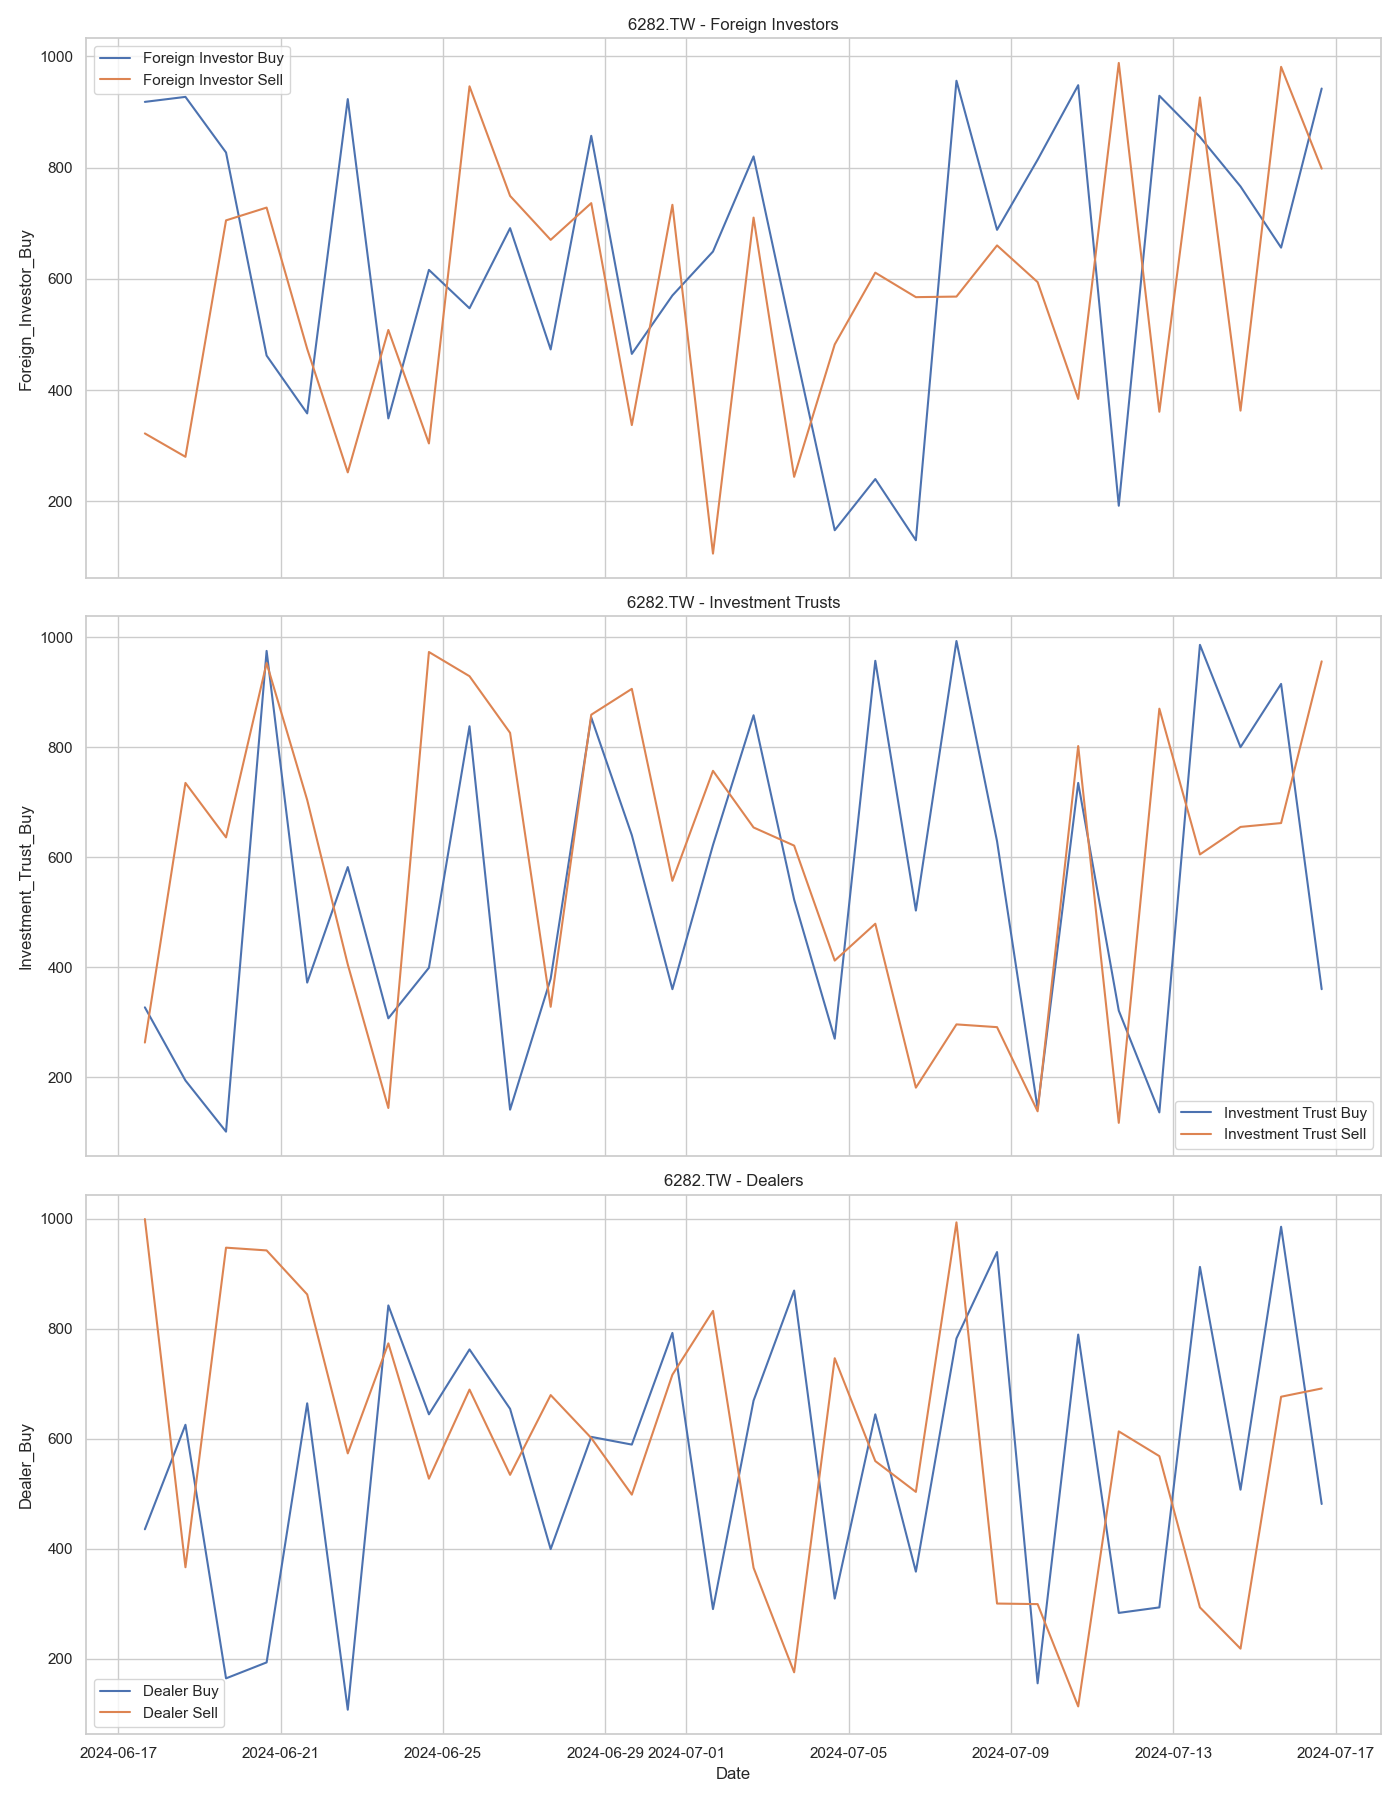 6282.TW - Foreign Investors
Foreign Investor Buy
Foreign Investor Sell
1000
800
600
400
200
Foreign_Investor_Buy
6282.TW - Investment Trusts
1000
800
600
400
200
Investment_Trust_Buy
Investment Trust Buy
Investment Trust Sell
6282.TW - Dealers
1000
800
600
400
200
Dealer_Buy
Dealer Buy
Dealer Sell
2024-06-17 2024-06-21 2024-06-25 2024-06-29 2024-07-01 2024-07-05 2024-07-09 2024-07-13 2024-07-17
Date